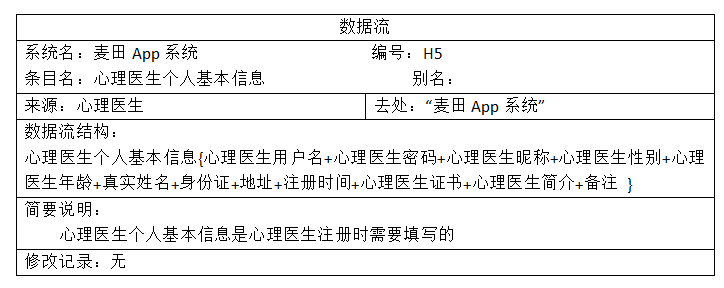 数据流
系统名：麦田 App 系统 编号：H5
条目名：心理医生个人基本信息 别名：
来源：心理医生 去处：“麦田 App 系统”
数据流结构：
心理医生个人基本信息{心理医生用户名+心理医生密码+心理医生昵称+心理医生性别+心理
医生年龄+真实姓名+身份证+地址+注册时间+心理医生证书+心理医生简介+备注 }
简要说明：
心理医生个人基本信息是心理医生注册时需要填写的
修改记录：无